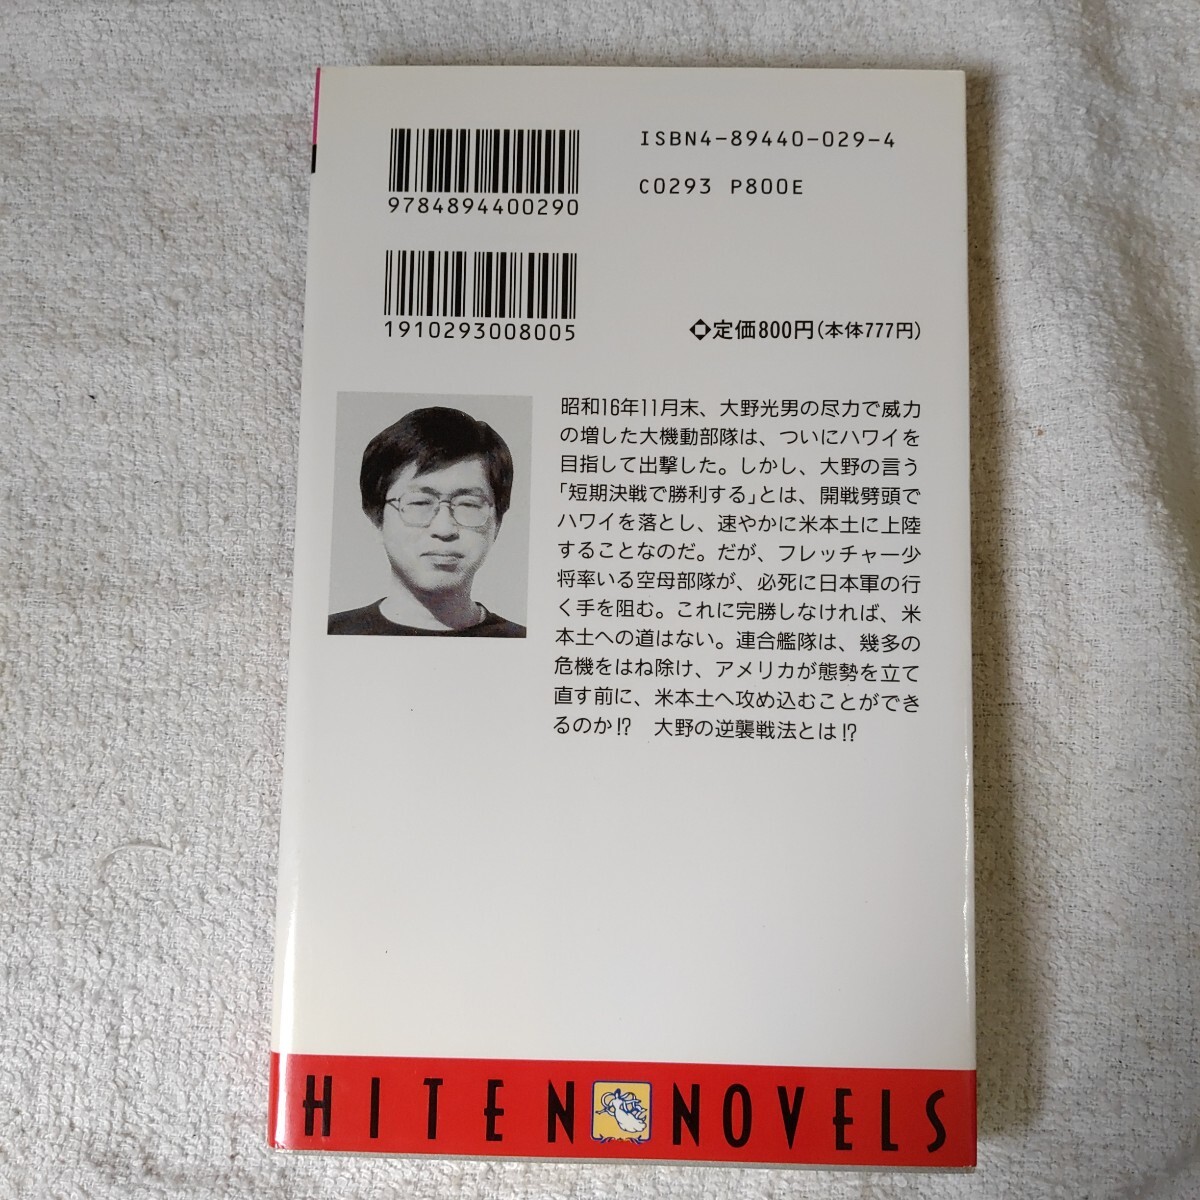 ISBN4-89440-029-4
C0293 P800E
9784894400290
1910293008005
定価800円(本体777円)
昭和16年11月末、大野光男の尽力で威力
の増した大機動部隊は、ついにハワイを
目指して出撃した。しかし、大野の言う
「短期決戦で勝利する」とは、開戦劈頭で
ハワイを落とし、速やかに米本土に上陸
することなのだ。だが、フレッチャー少
将率いる空母部隊が、必死に日本軍の行
く手を阻む。これに完勝しなければ、米
本土への道はない。連合艦隊は、幾多の
危機をはね除け、アメリカが態勢を立て
直す前に、米本土へ攻め込むことができ
るのか!? 大野の逆襲戦法とは!?
HITEN NOVELS